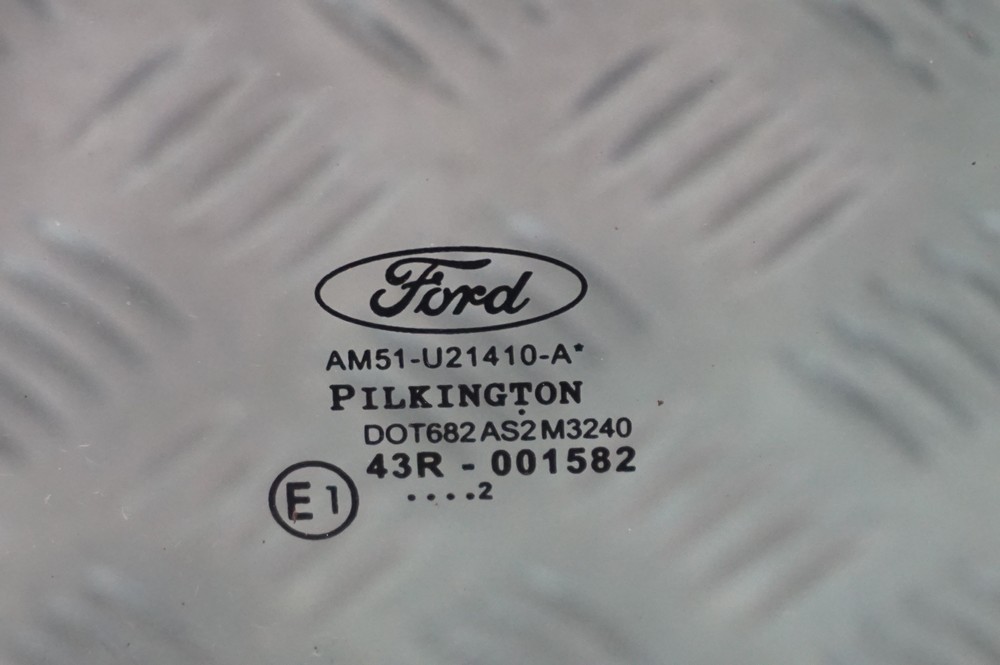 Ford
AM51-U21410-A*
PILKINGTON
DOT682 AS2 M3240
43R - 001582
E1
....2